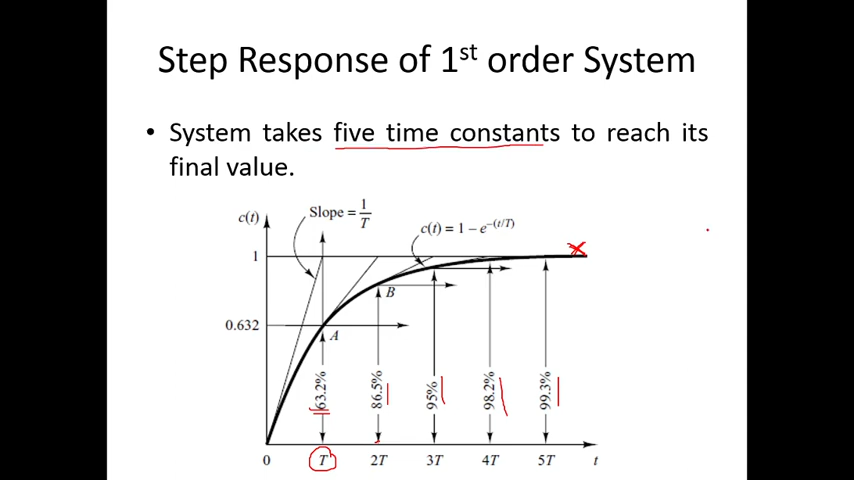 Step Response of 1st order System
• System takes five time constants to reach its
final value.
c(t)
Slope = 1/T
c(t) = 1 − e^−(t/T)
1
B
0.632
A
63.2%
86.5%
95%
98.2%
99.3%
0
T
2T
3T
4T
5T
t